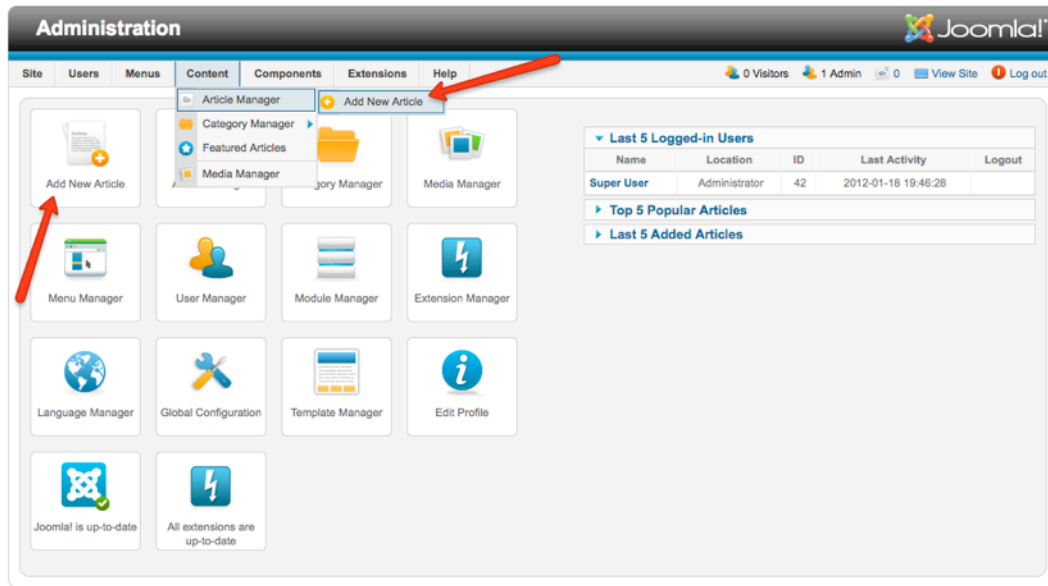 Administration
Joomla!
Site Users Menus Content Components Extensions Help
0 Visitors 1 Admin 0 View Site Log out
Article Manager
Add New Article
Category Manager
Featured Articles
Media Manager
Add New Article
Category Manager
Media Manager
Menu Manager
User Manager
Module Manager
Extension Manager
Language Manager
Global Configuration
Template Manager
Edit Profile
Joomla! is up-to-date
All extensions are
up-to-date
Last 5 Logged-in Users
Name Location ID Last Activity Logout
Super User Administrator 42 2012-01-18 19:46:28
Top 5 Popular Articles
Last 5 Added Articles